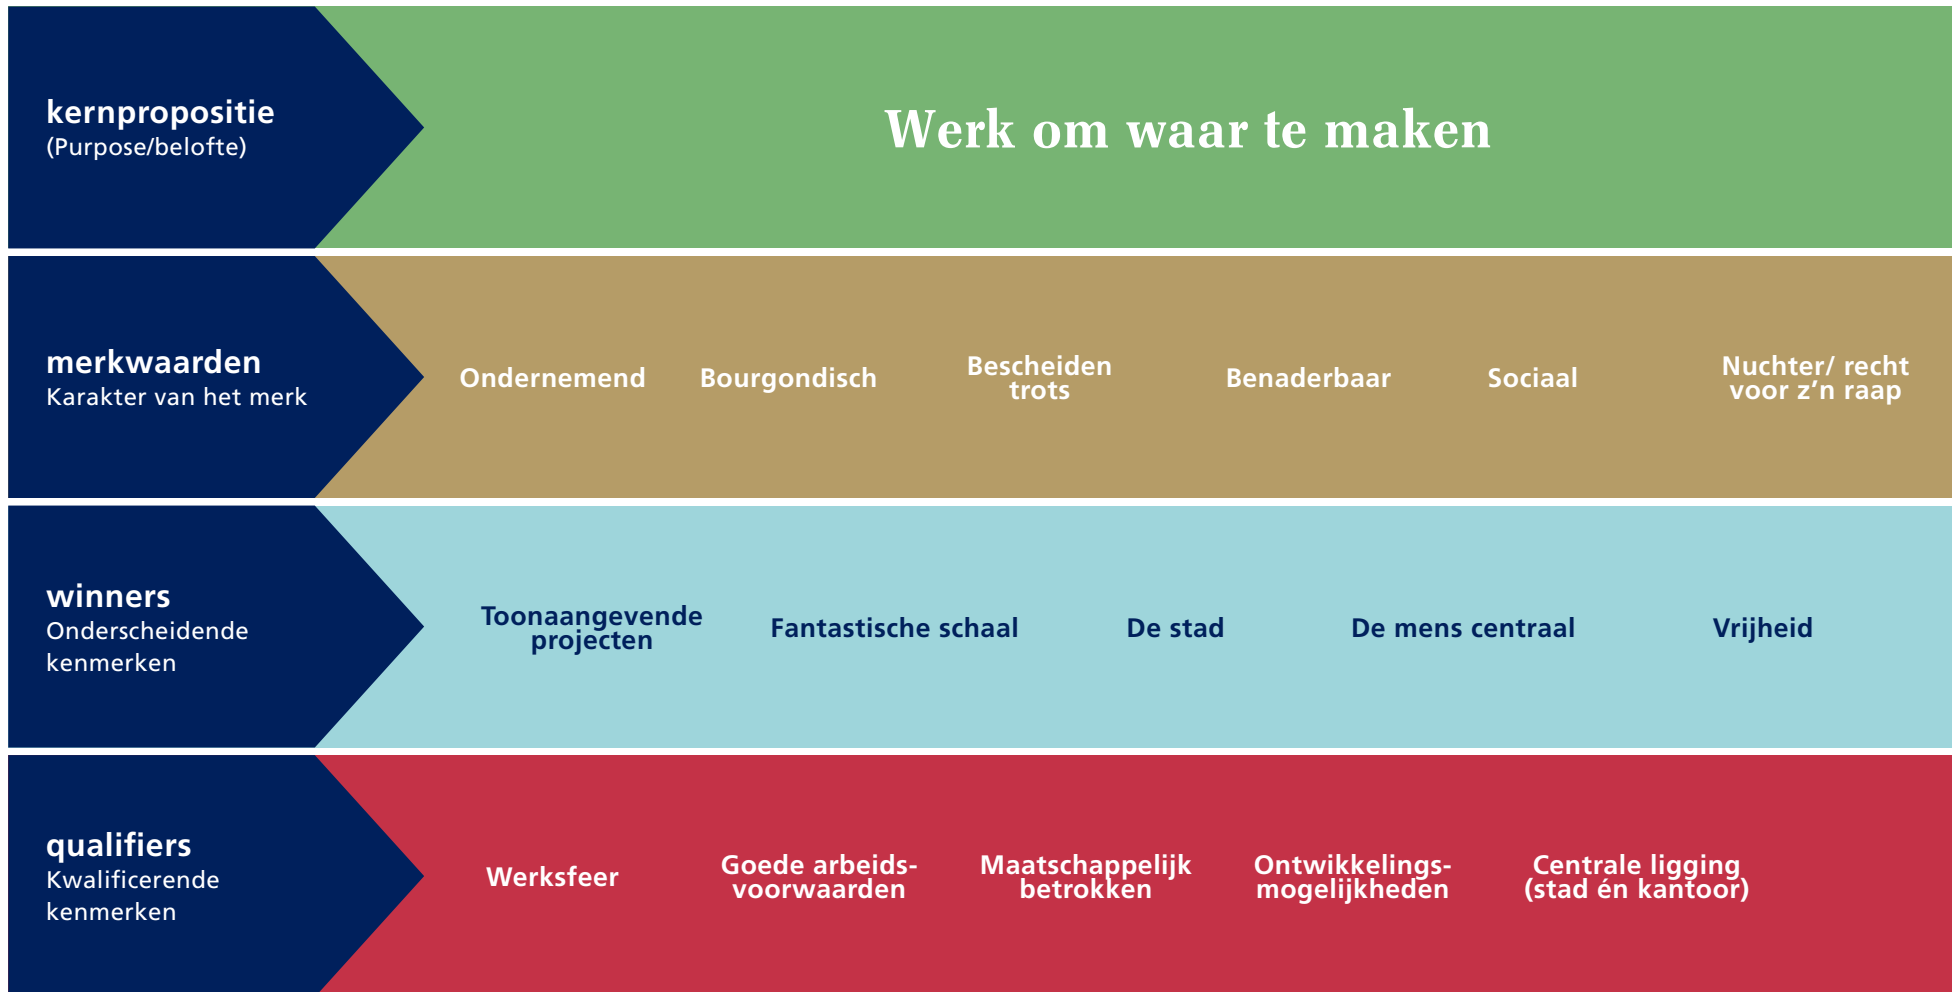 kernpropositie
(Purpose/belofte)
Werk om waar te maken
merkwaarden
Karakter van het merk
Ondernemend
Bourgondisch
Bescheiden
trots
Benaderbaar
Sociaal
Nuchter/ recht
voor z’n raap
winners
Onderscheidende
kenmerken
Toonaangevende
projecten
Fantastische schaal
De stad
De mens centraal
Vrijheid
qualifiers
Kwalificerende
kenmerken
Werksfeer
Goede arbeids-
voorwaarden
Maatschappelijk
betrokken
Ontwikkelings-
mogelijkheden
Centrale ligging
(stad én kantoor)